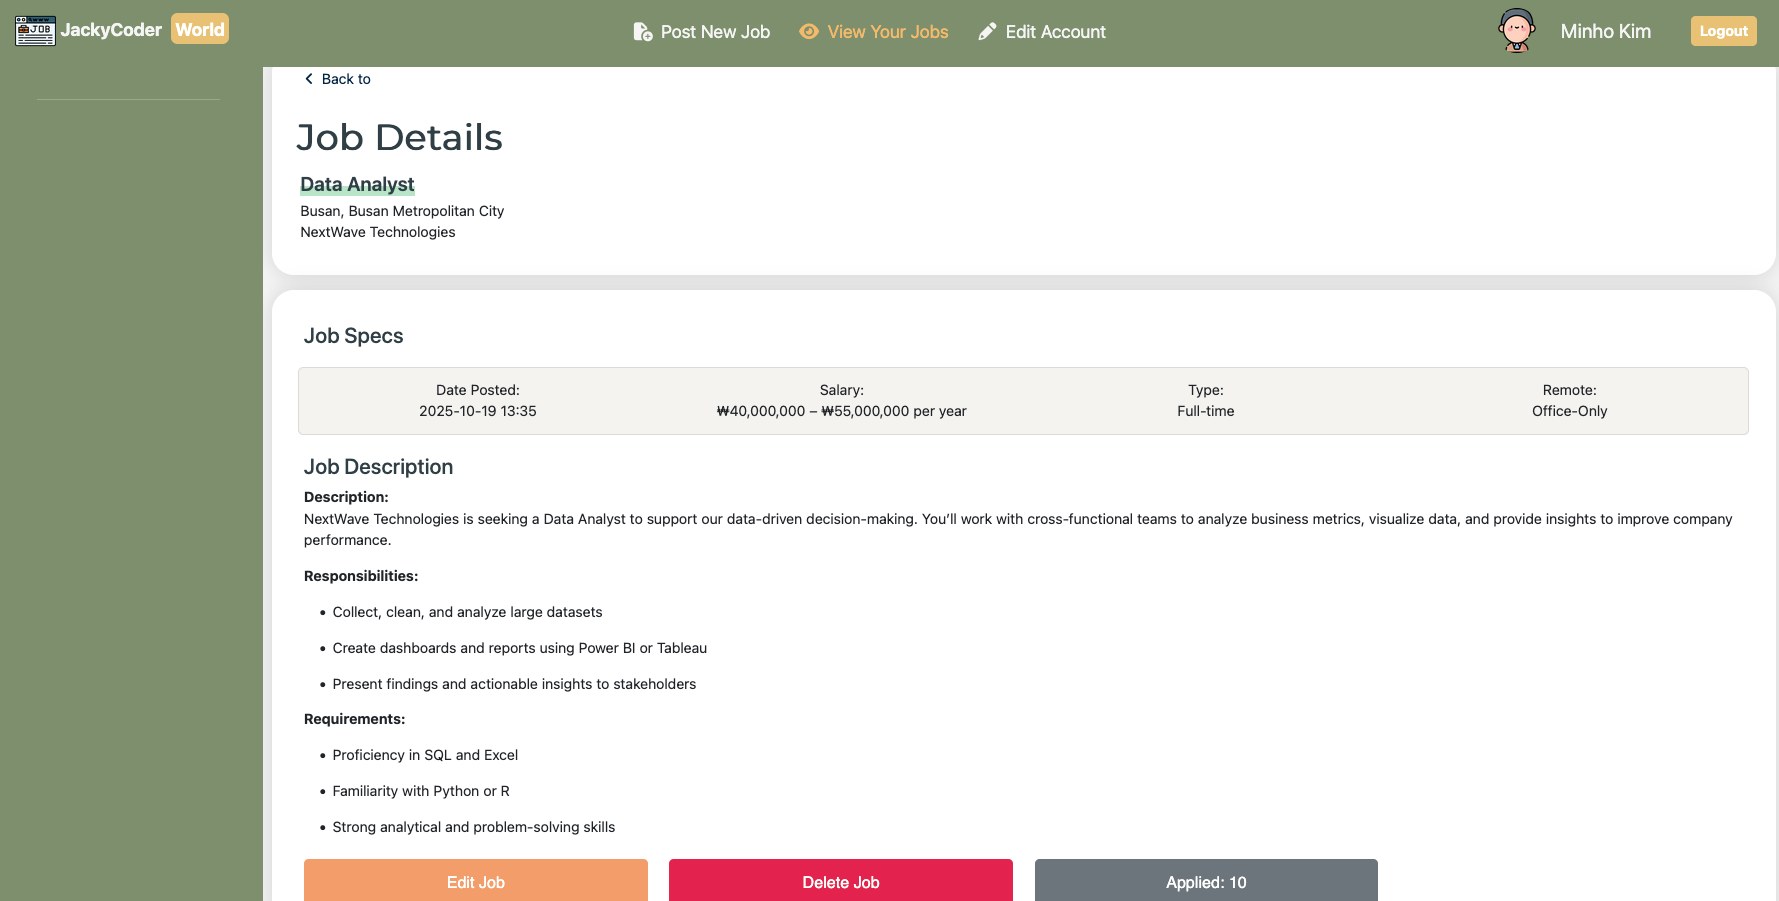 JOB
JackyCoder World
Post New Job
View Your Jobs
Edit Account
Minho Kim
Logout
Back to
Job Details
Data Analyst
Busan, Busan Metropolitan City
NextWave Technologies
Job Specs
Date Posted:
2025-10-19 13:35
Salary:
₩40,000,000 – ₩55,000,000 per year
Type:
Full-time
Remote:
Office-Only
Job Description
Description:
NextWave Technologies is seeking a Data Analyst to support our data-driven decision-making. You’ll work with cross-functional teams to analyze business metrics, visualize data, and provide insights to improve company
performance.
Responsibilities:
• Collect, clean, and analyze large datasets
• Create dashboards and reports using Power BI or Tableau
• Present findings and actionable insights to stakeholders
Requirements:
• Proficiency in SQL and Excel
• Familiarity with Python or R
• Strong analytical and problem-solving skills
Edit Job
Delete Job
Applied: 10